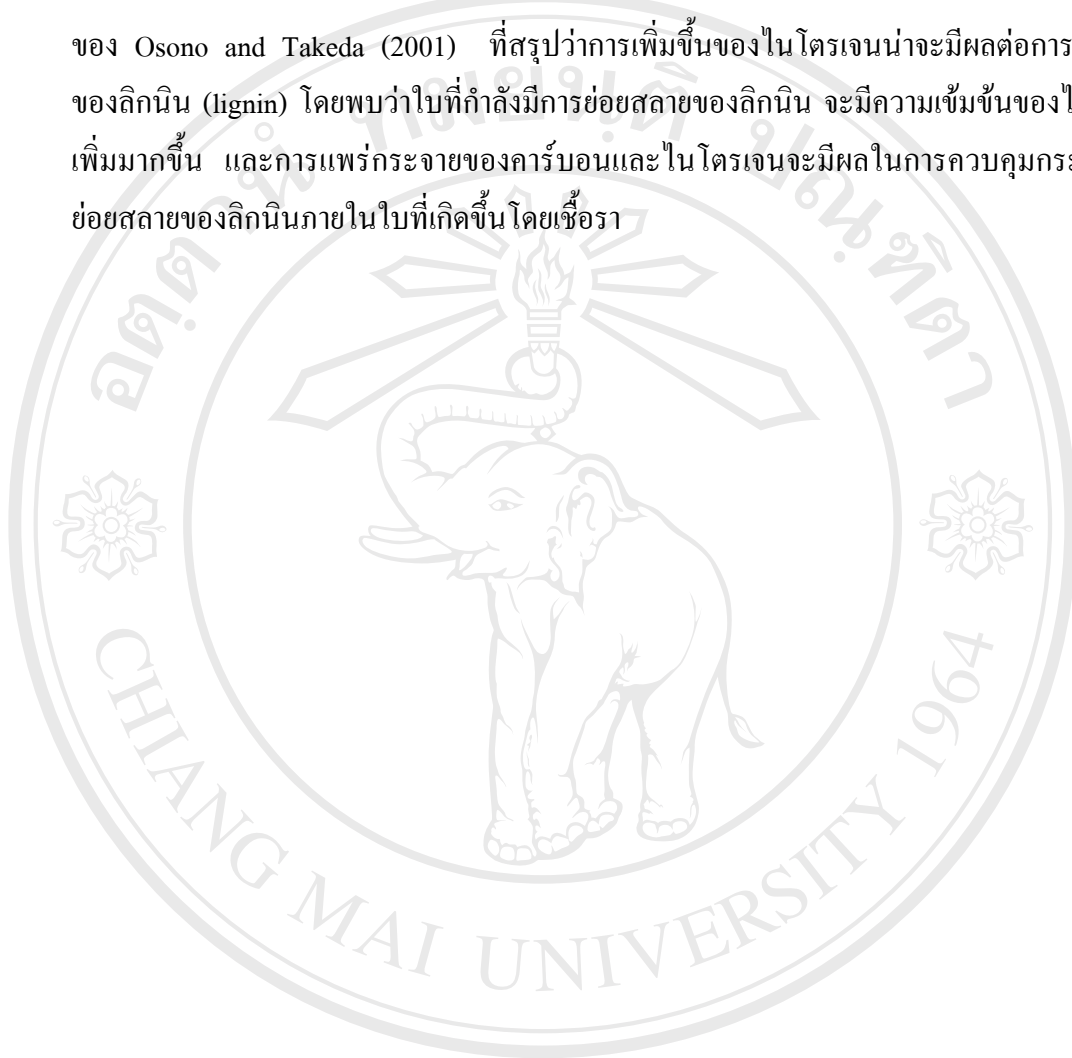 ของ Osono and Takeda (2001) ที่สรุปว่าการเพิ่มขึ้นของไนโตรเจนน่าจะมีผลต่อการ
ของลิกนิน (lignin) โดยพบว่าใบที่กำลังมีการย่อยสลายของลิกนิน จะมีความเข้มข้นของ
เพิ่มมากขึ้น และการแพร่กระจายของคาร์บอนและไนโตรเจนจะมีผลในการควบคุม
ย่อยสลายของลิกนินภายในใบที่เกิดขึ้นโดยเชื้อรา
CHIANG MAI UNIVERSITY 1964